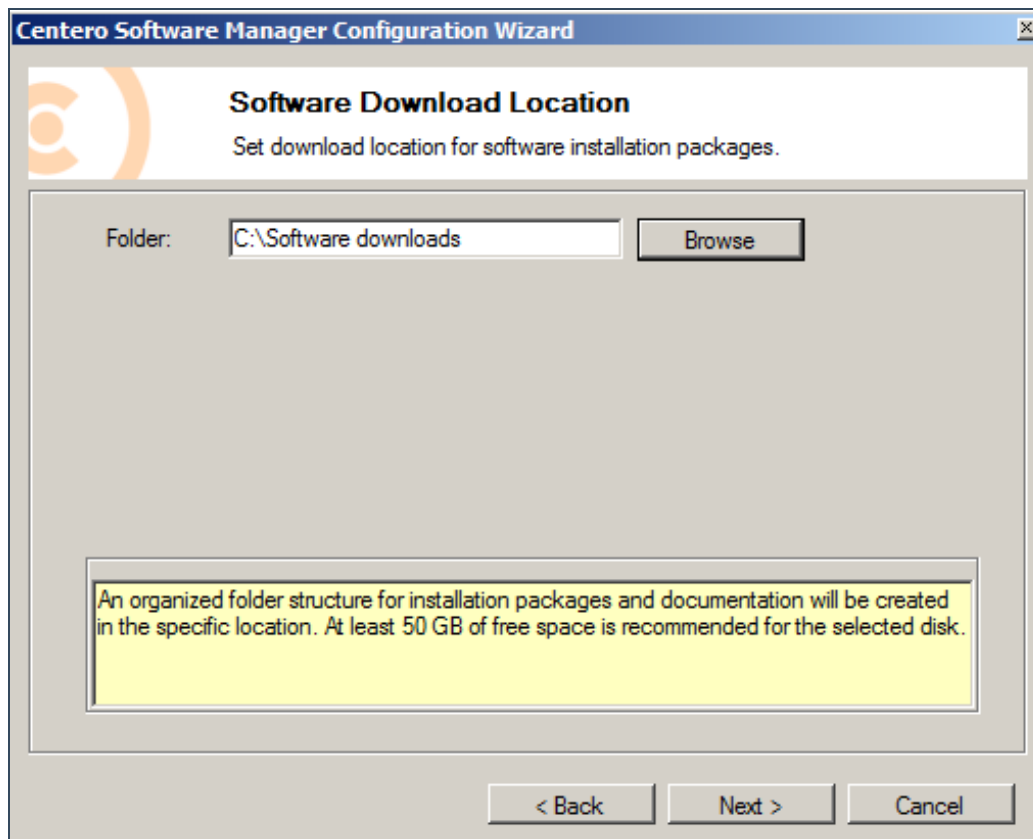 Centero Software Manager Configuration Wizard
Software Download Location
Set download location for software installation packages.
Folder: C:\Software downloads Browse
An organized folder structure for installation packages and documentation will be created
in the specific location. At least 50 GB of free space is recommended for the selected disk.
< Back Next > Cancel